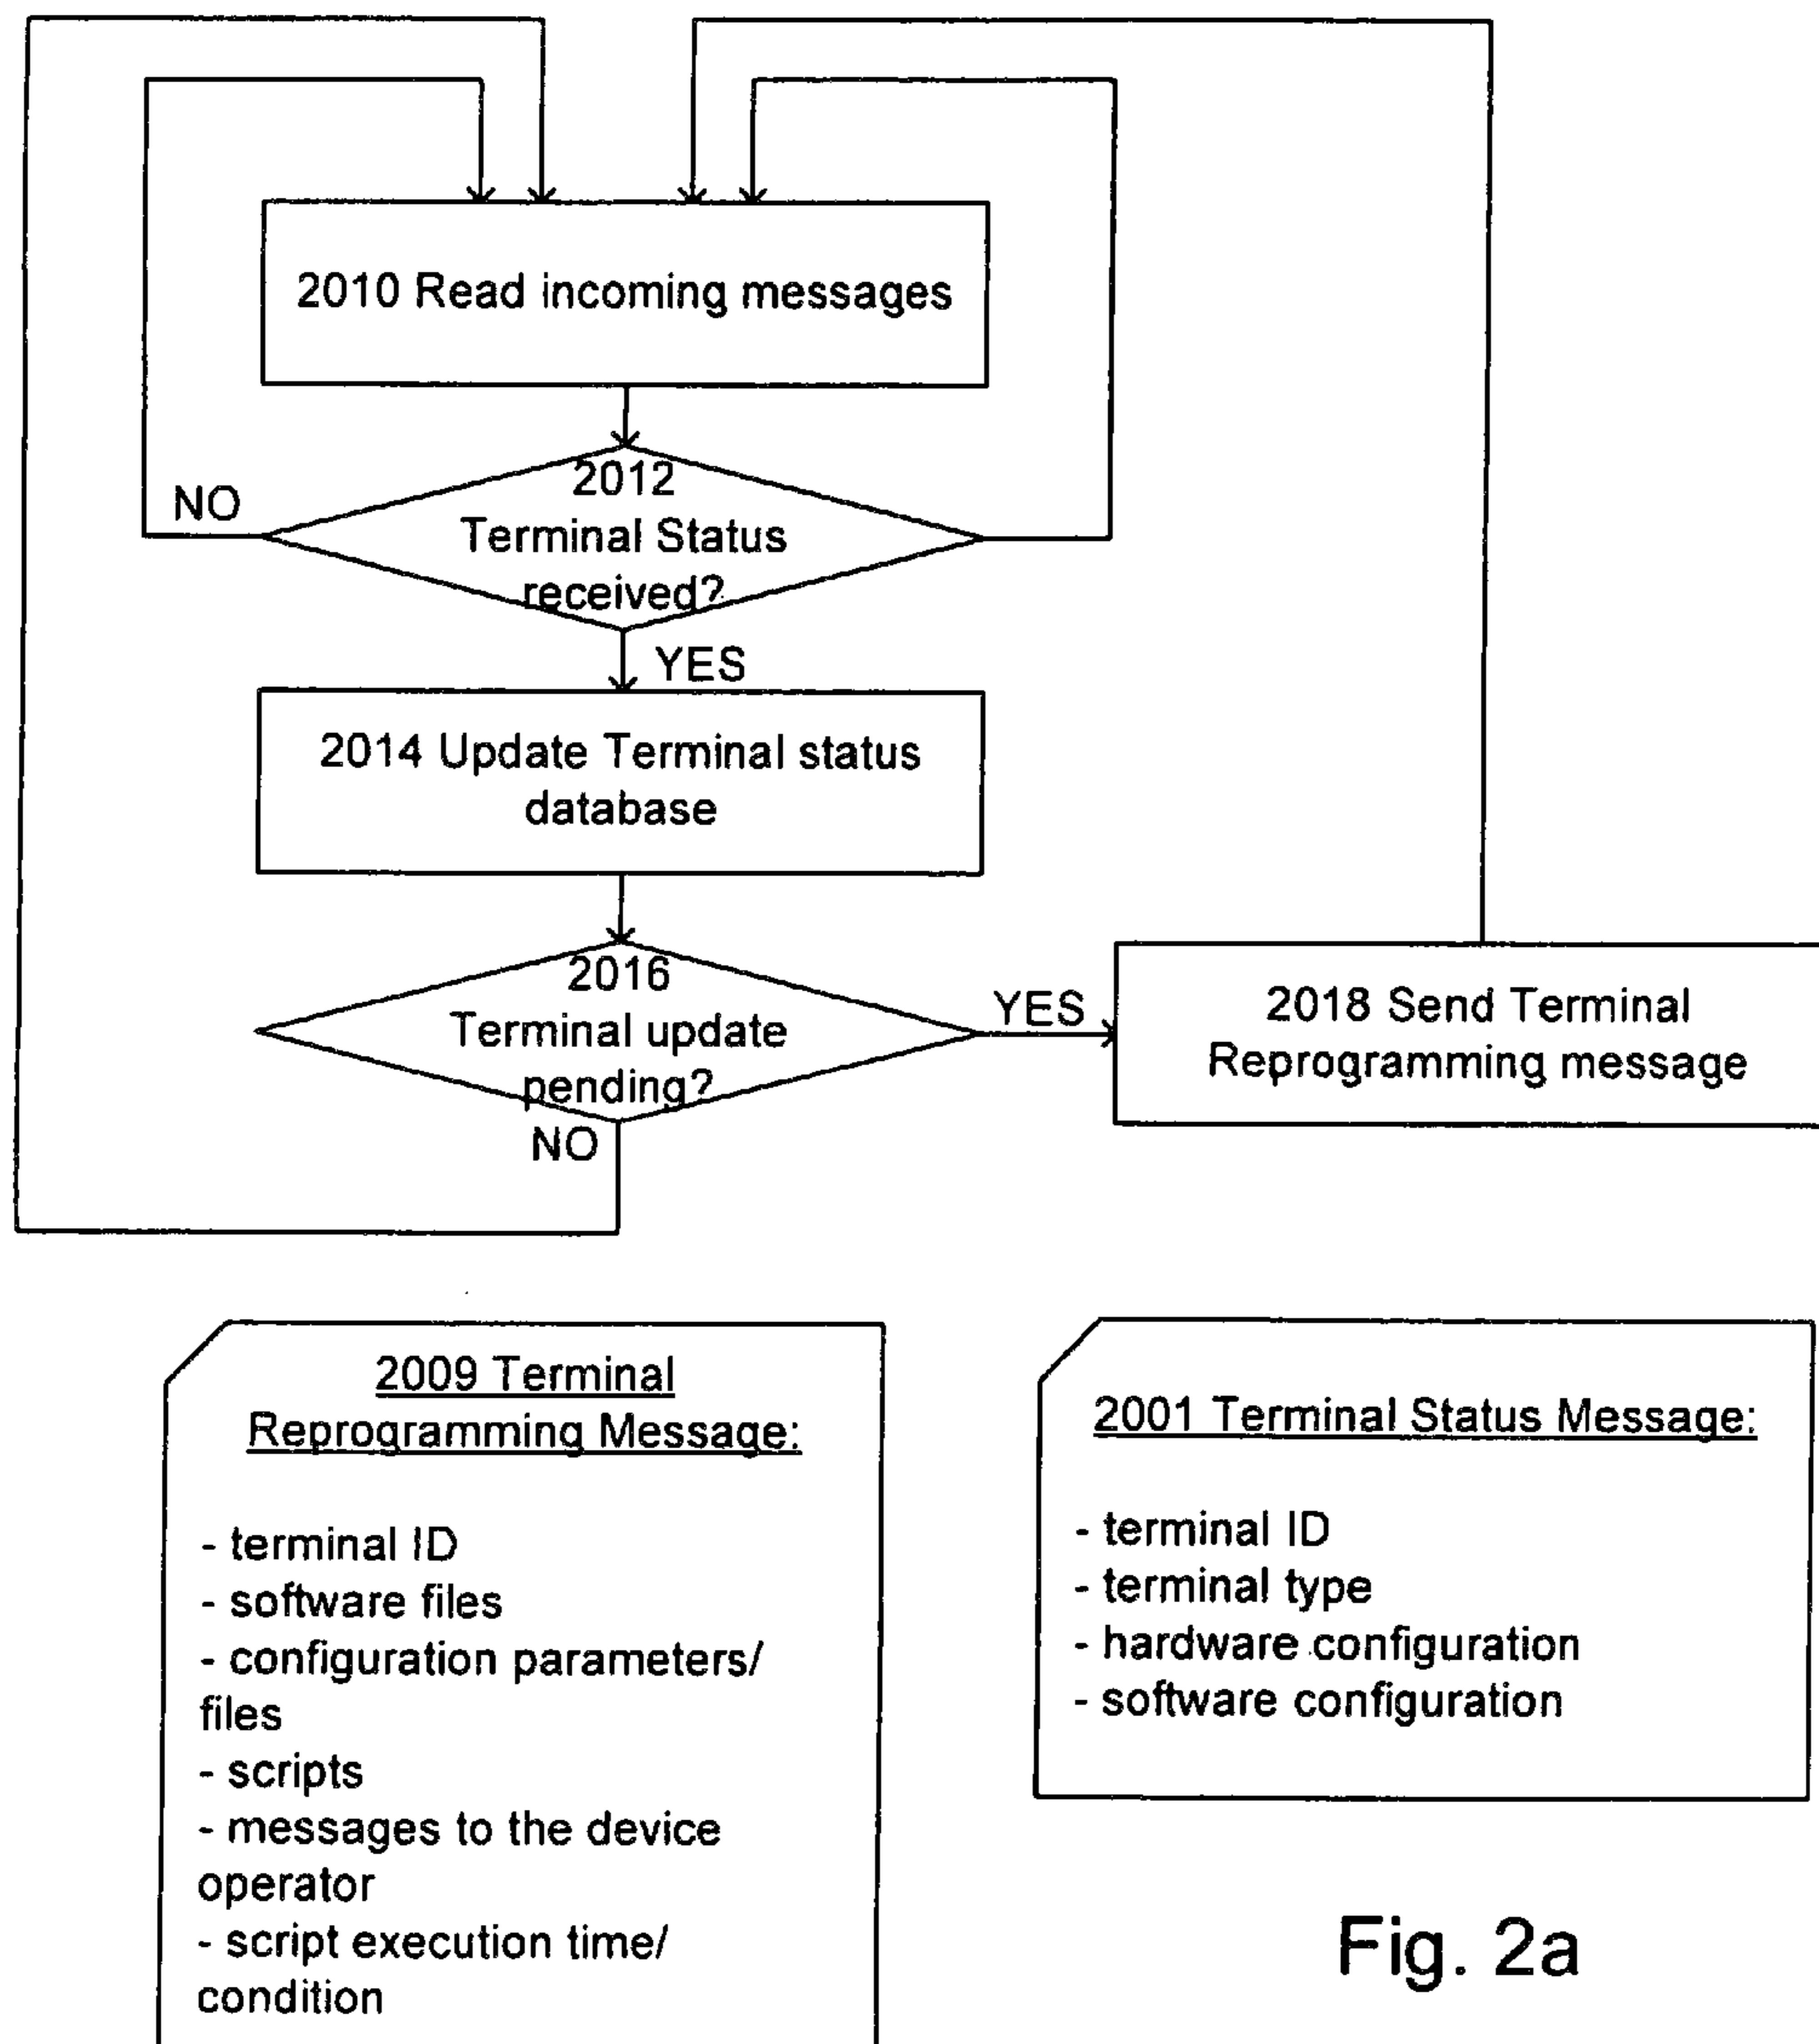 2010 Read incoming messages
2012
Terminal Status
received?
NO
YES
2014 Update Terminal status
database
2016
Terminal update
pending?
YES
NO
2018 Send Terminal
Reprogramming message
2009 Terminal
Reprogramming Message:
- terminal ID
- software files
- configuration parameters/
files
- scripts
- messages to the device
operator
- script execution time/
condition
2001 Terminal Status Message:
- terminal ID
- terminal type
- hardware configuration
- software configuration
Fig. 2a